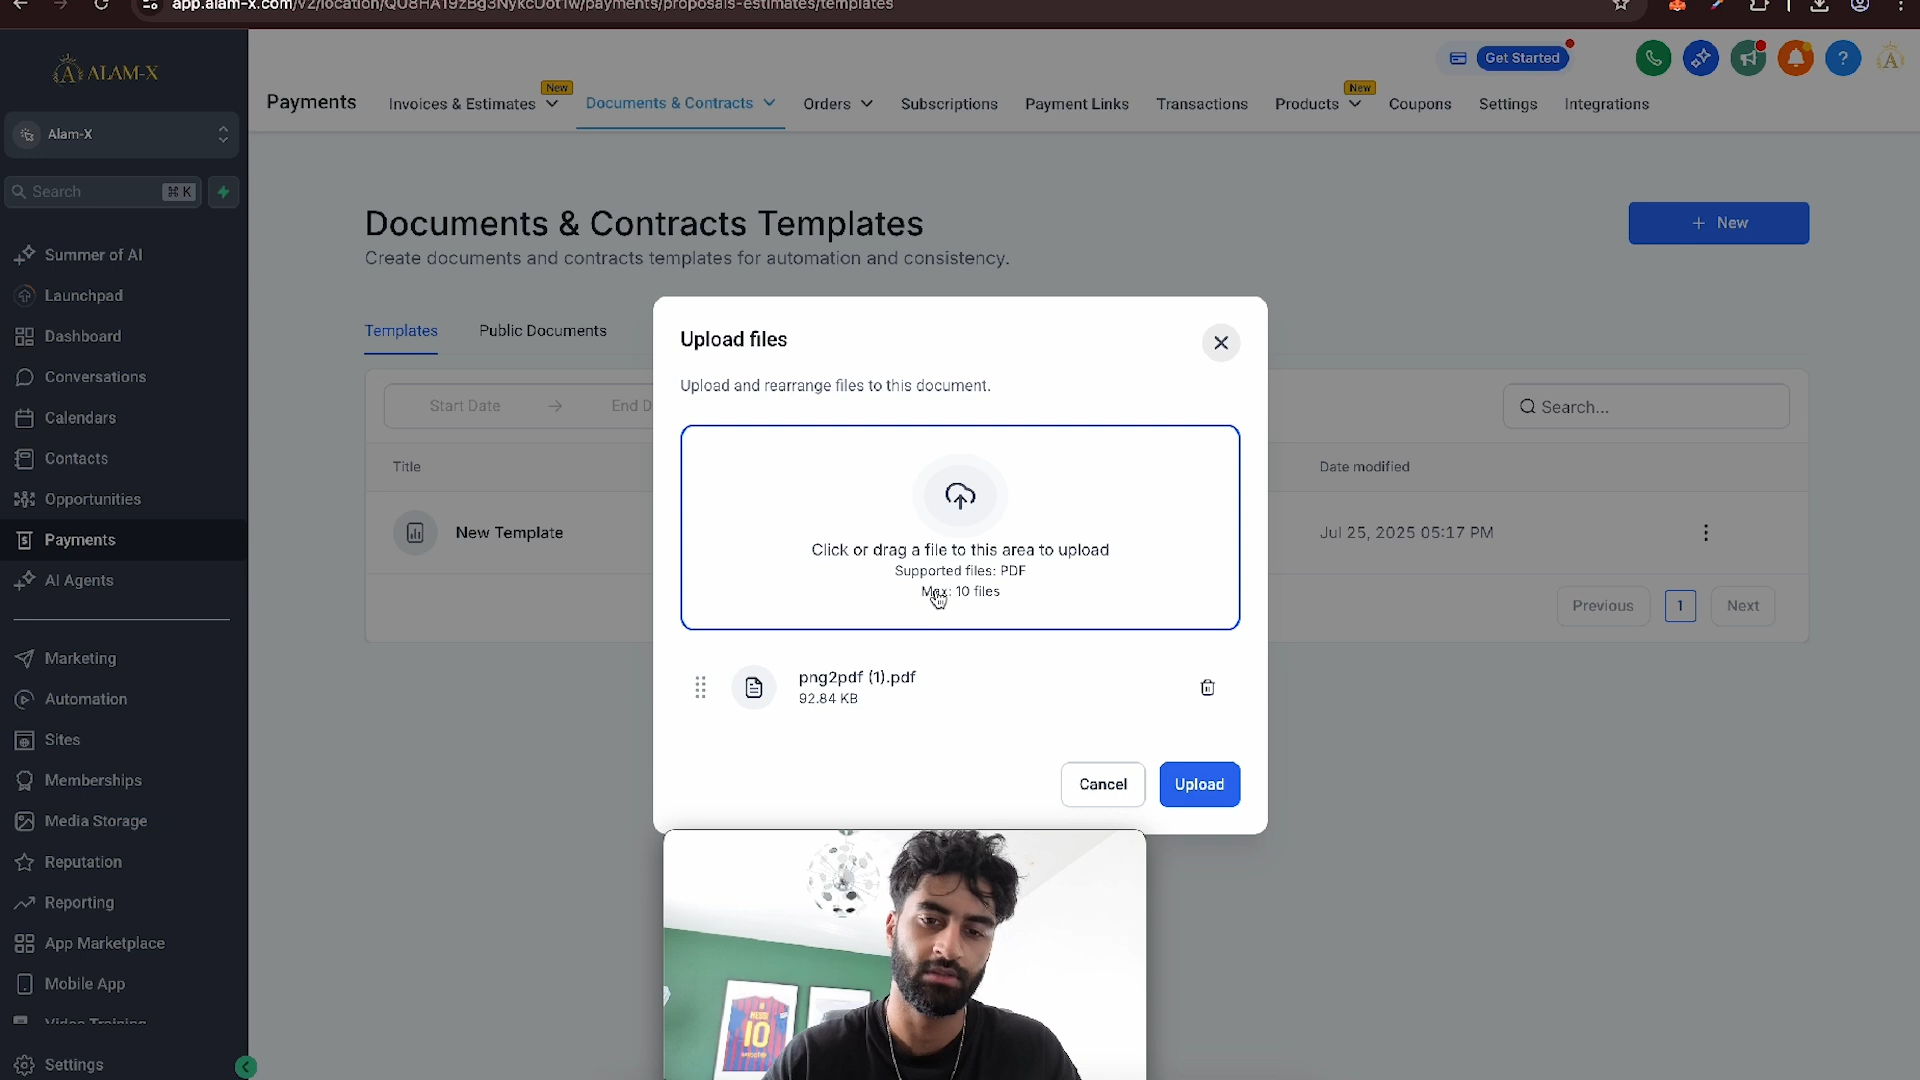 app.alam-x.com/v2/location/QU8HA19zBg3NykcOot1w/payments/proposals-estimates/templates
ALAM-X
Get Started
?
A
Payments
Invoices & Estimates
New
Documents & Contracts
Orders
Subscriptions
Payment Links
Transactions
Products
New
Coupons
Settings
Integrations
Alam-X
Search
⌘ K
Summer of AI
Launchpad
Dashboard
Conversations
Calendars
Contacts
Opportunities
Payments
AI Agents
Marketing
Automation
Sites
Memberships
Media Storage
Reputation
Reporting
App Marketplace
Mobile App
Video Training
Settings
Documents & Contracts Templates
Create documents and contracts templates for automation and consistency.
+ New
Templates
Public Documents
Start Date
End D
Search...
Title
Date modified
New Template
Jul 25, 2025 05:17 PM
Previous
1
Next
Upload files
Upload and rearrange files to this document.
Click or drag a file to this area to upload
Supported files: PDF
Max: 10 files
png2pdf (1).pdf
92.84 KB
Cancel
Upload
MESSI
10